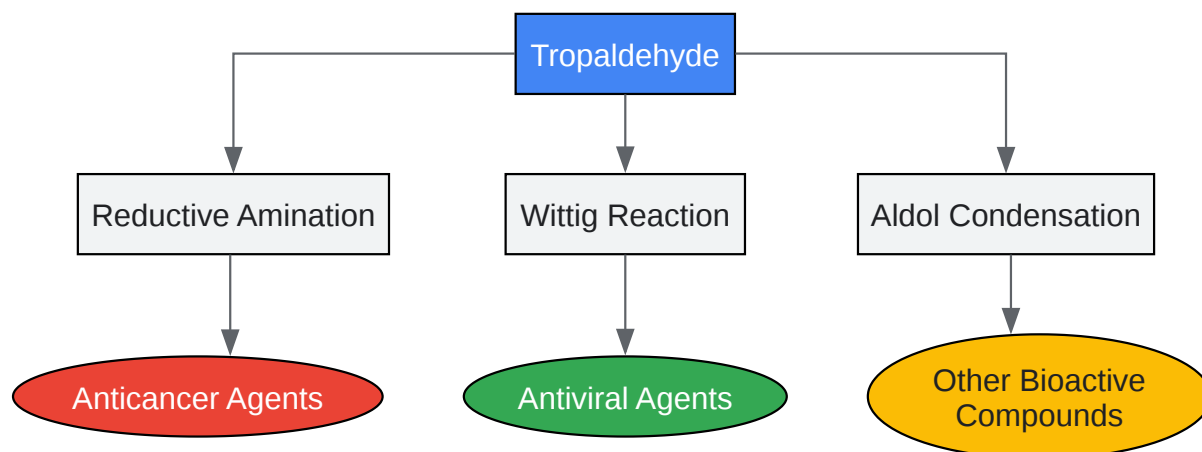 Tropaldehyde
Reductive Amination
Wittig Reaction
Aldol Condensation
Anticancer Agents
Antiviral Agents
Other Bioactive
Compounds